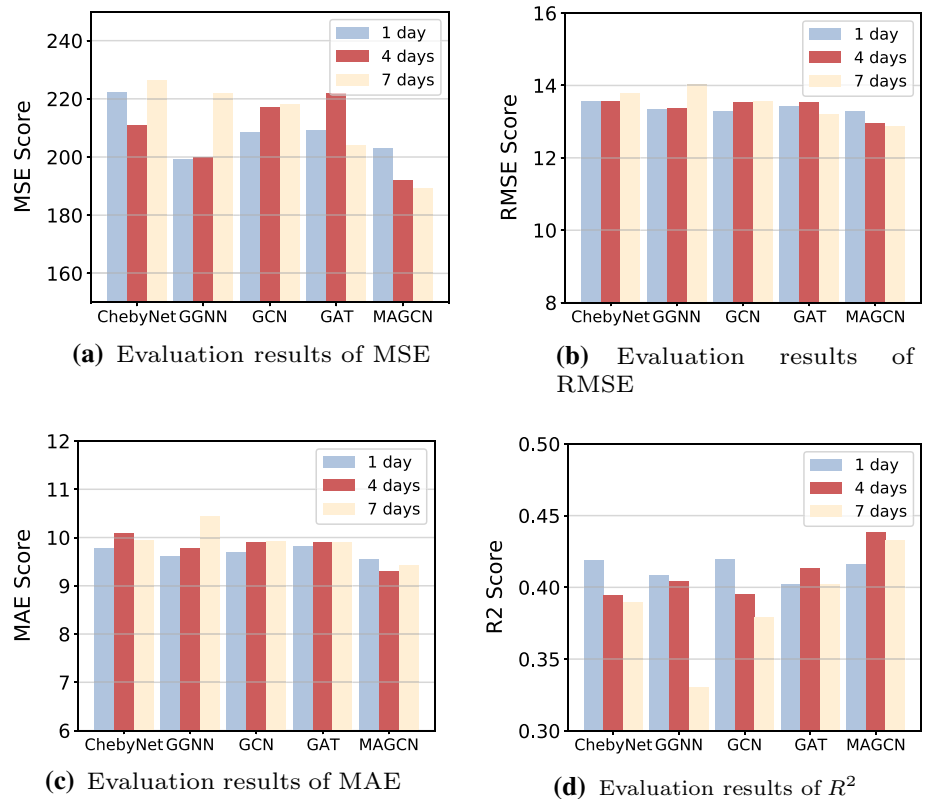 240
220
200
180
160
MSE Score
1 day
4 days
7 days
ChebyNet GGNN GCN GAT MAGCN
(a) Evaluation results of MSE
16
14
12
10
8
RMSE Score
1 day
4 days
7 days
ChebyNet GGNN GCN GAT MAGCN
(b) Evaluation results of
RMSE
12
11
10
9
8
7
6
MAE Score
1 day
4 days
7 days
ChebyNet GGNN GCN GAT MAGCN
(c) Evaluation results of MAE
0.50
0.45
0.40
0.35
0.30
R2 Score
1 day
4 days
7 days
ChebyNet GGNN GCN GAT MAGCN
(d) Evaluation results of R²